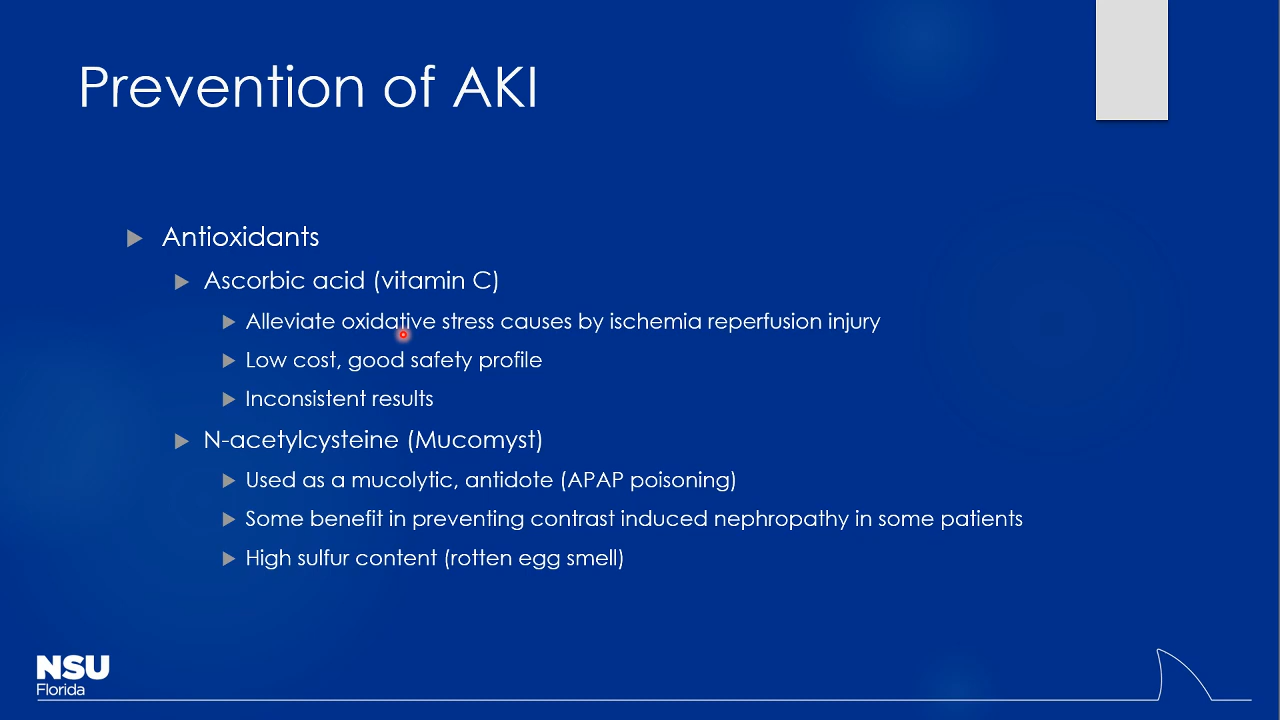 Prevention of AKI
Antioxidants
Ascorbic acid (vitamin C)
Alleviate oxidative stress causes by ischemia reperfusion injury
Low cost, good safety profile
Inconsistent results
N-acetylcysteine (Mucomyst)
Used as a mucolytic, antidote (APAP poisoning)
Some benefit in preventing contrast induced nephropathy in some patients
High sulfur content (rotten egg smell)
NSU
Florida